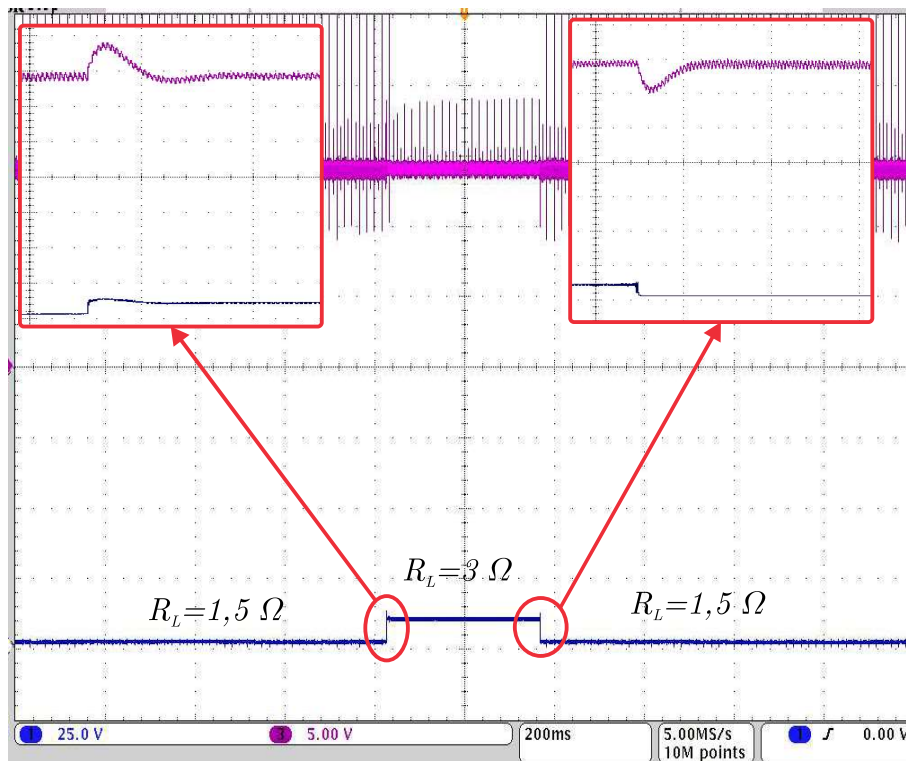 R_L=3 Ω
R_L=1,5 Ω
R_L=1,5 Ω
1 25.0 V 3 5.00 V 200ms 5.00MS/s 1 0.00 V
10M points